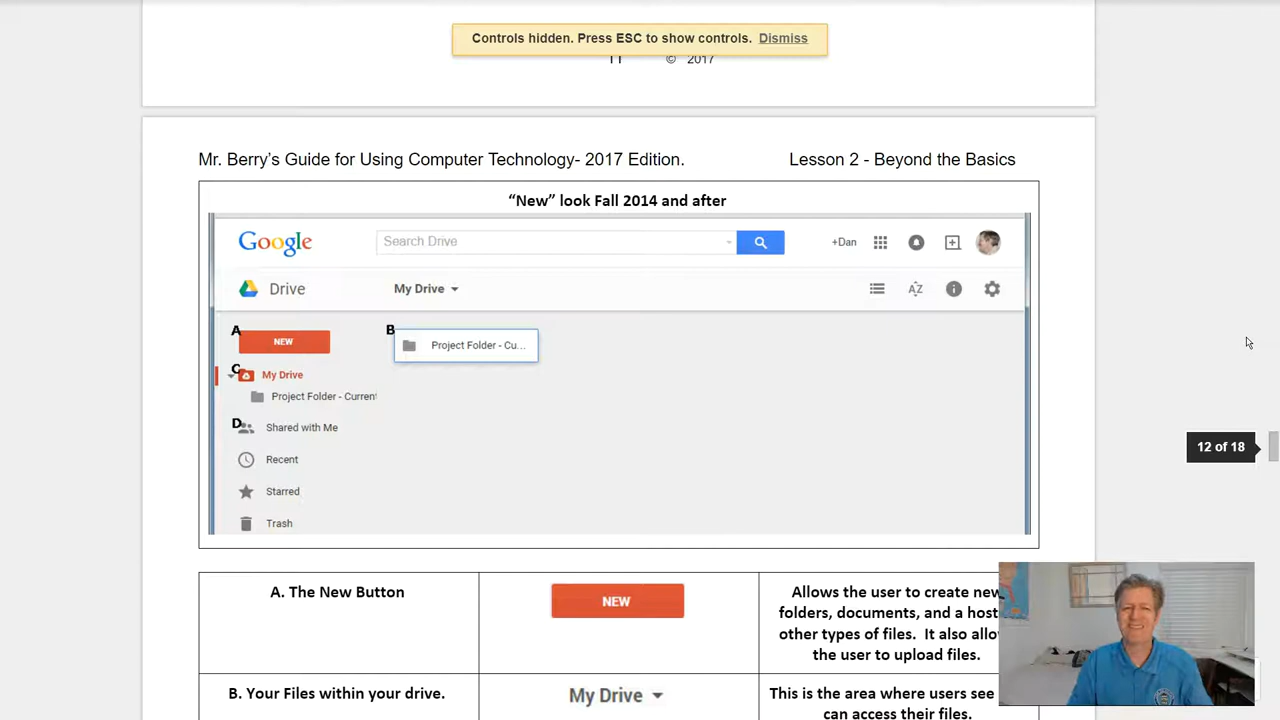 Controls hidden. Press ESC to show controls. Dismiss
11 © 2017
Mr. Berry’s Guide for Using Computer Technology- 2017 Edition. Lesson 2 - Beyond the Basics
“New” look Fall 2014 and after
Google Search Drive +Dan
Drive My Drive AZ
A NEW B Project Folder - Cu...
C My Drive
Project Folder - Current
D Shared with Me
Recent
12 of 18
Starred
Trash
A. The New Button NEW Allows the user to create new
folders, documents, and a host
other types of files. It also allo
the user to upload files.
B. Your Files within your drive. My Drive This is the area where users see
can access their files.